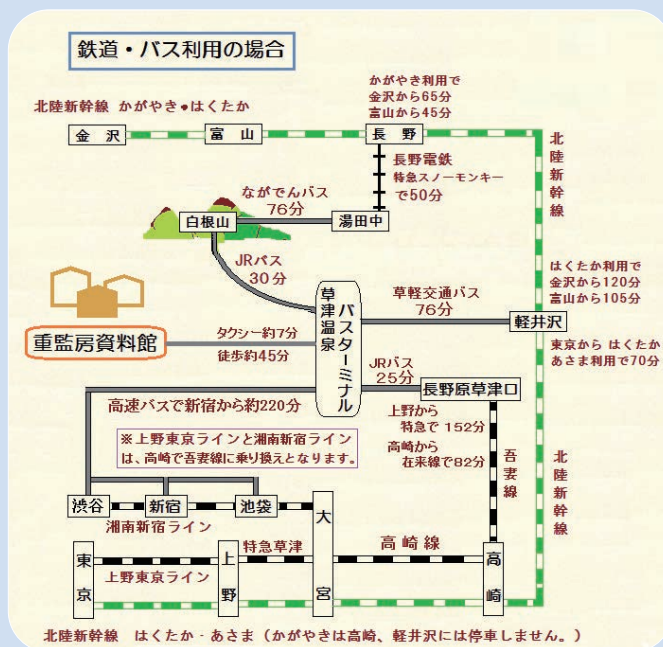 鉄道・バス利用の場合
北陸新幹線 かがやき・はくたか
かがやき利用で
金沢から65分
富山から45分
金沢
富山
長野
北陸新幹線
長野電鉄
特急スノーモンキー
で50分
ながでんバス
76分
白根山
湯田中
JRバス
30分
はくたか利用で
金沢から120分
富山から105分
草津温泉
バスターミナル
草軽交通バス
76分
軽井沢
重監房資料館
タクシー約7分
徒歩約45分
東京から はくたか
あさま利用で70分
JRバス
25分
長野原草津口
高速バスで新宿から約220分
上野から
特急で 152分
高崎から
在来線で82分
吾妻線
北陸新幹線
※上野東京ラインと湘南新宿ライン
は、高崎で吾妻線に乗り換えとなります。
渋谷
新宿
池袋
大宮
湘南新宿ライン
東京
上野東京ライン
上野
特急草津
高崎線
高崎
北陸新幹線 はくたか・あさま（かがやきは高崎、軽井沢には停車しません。）